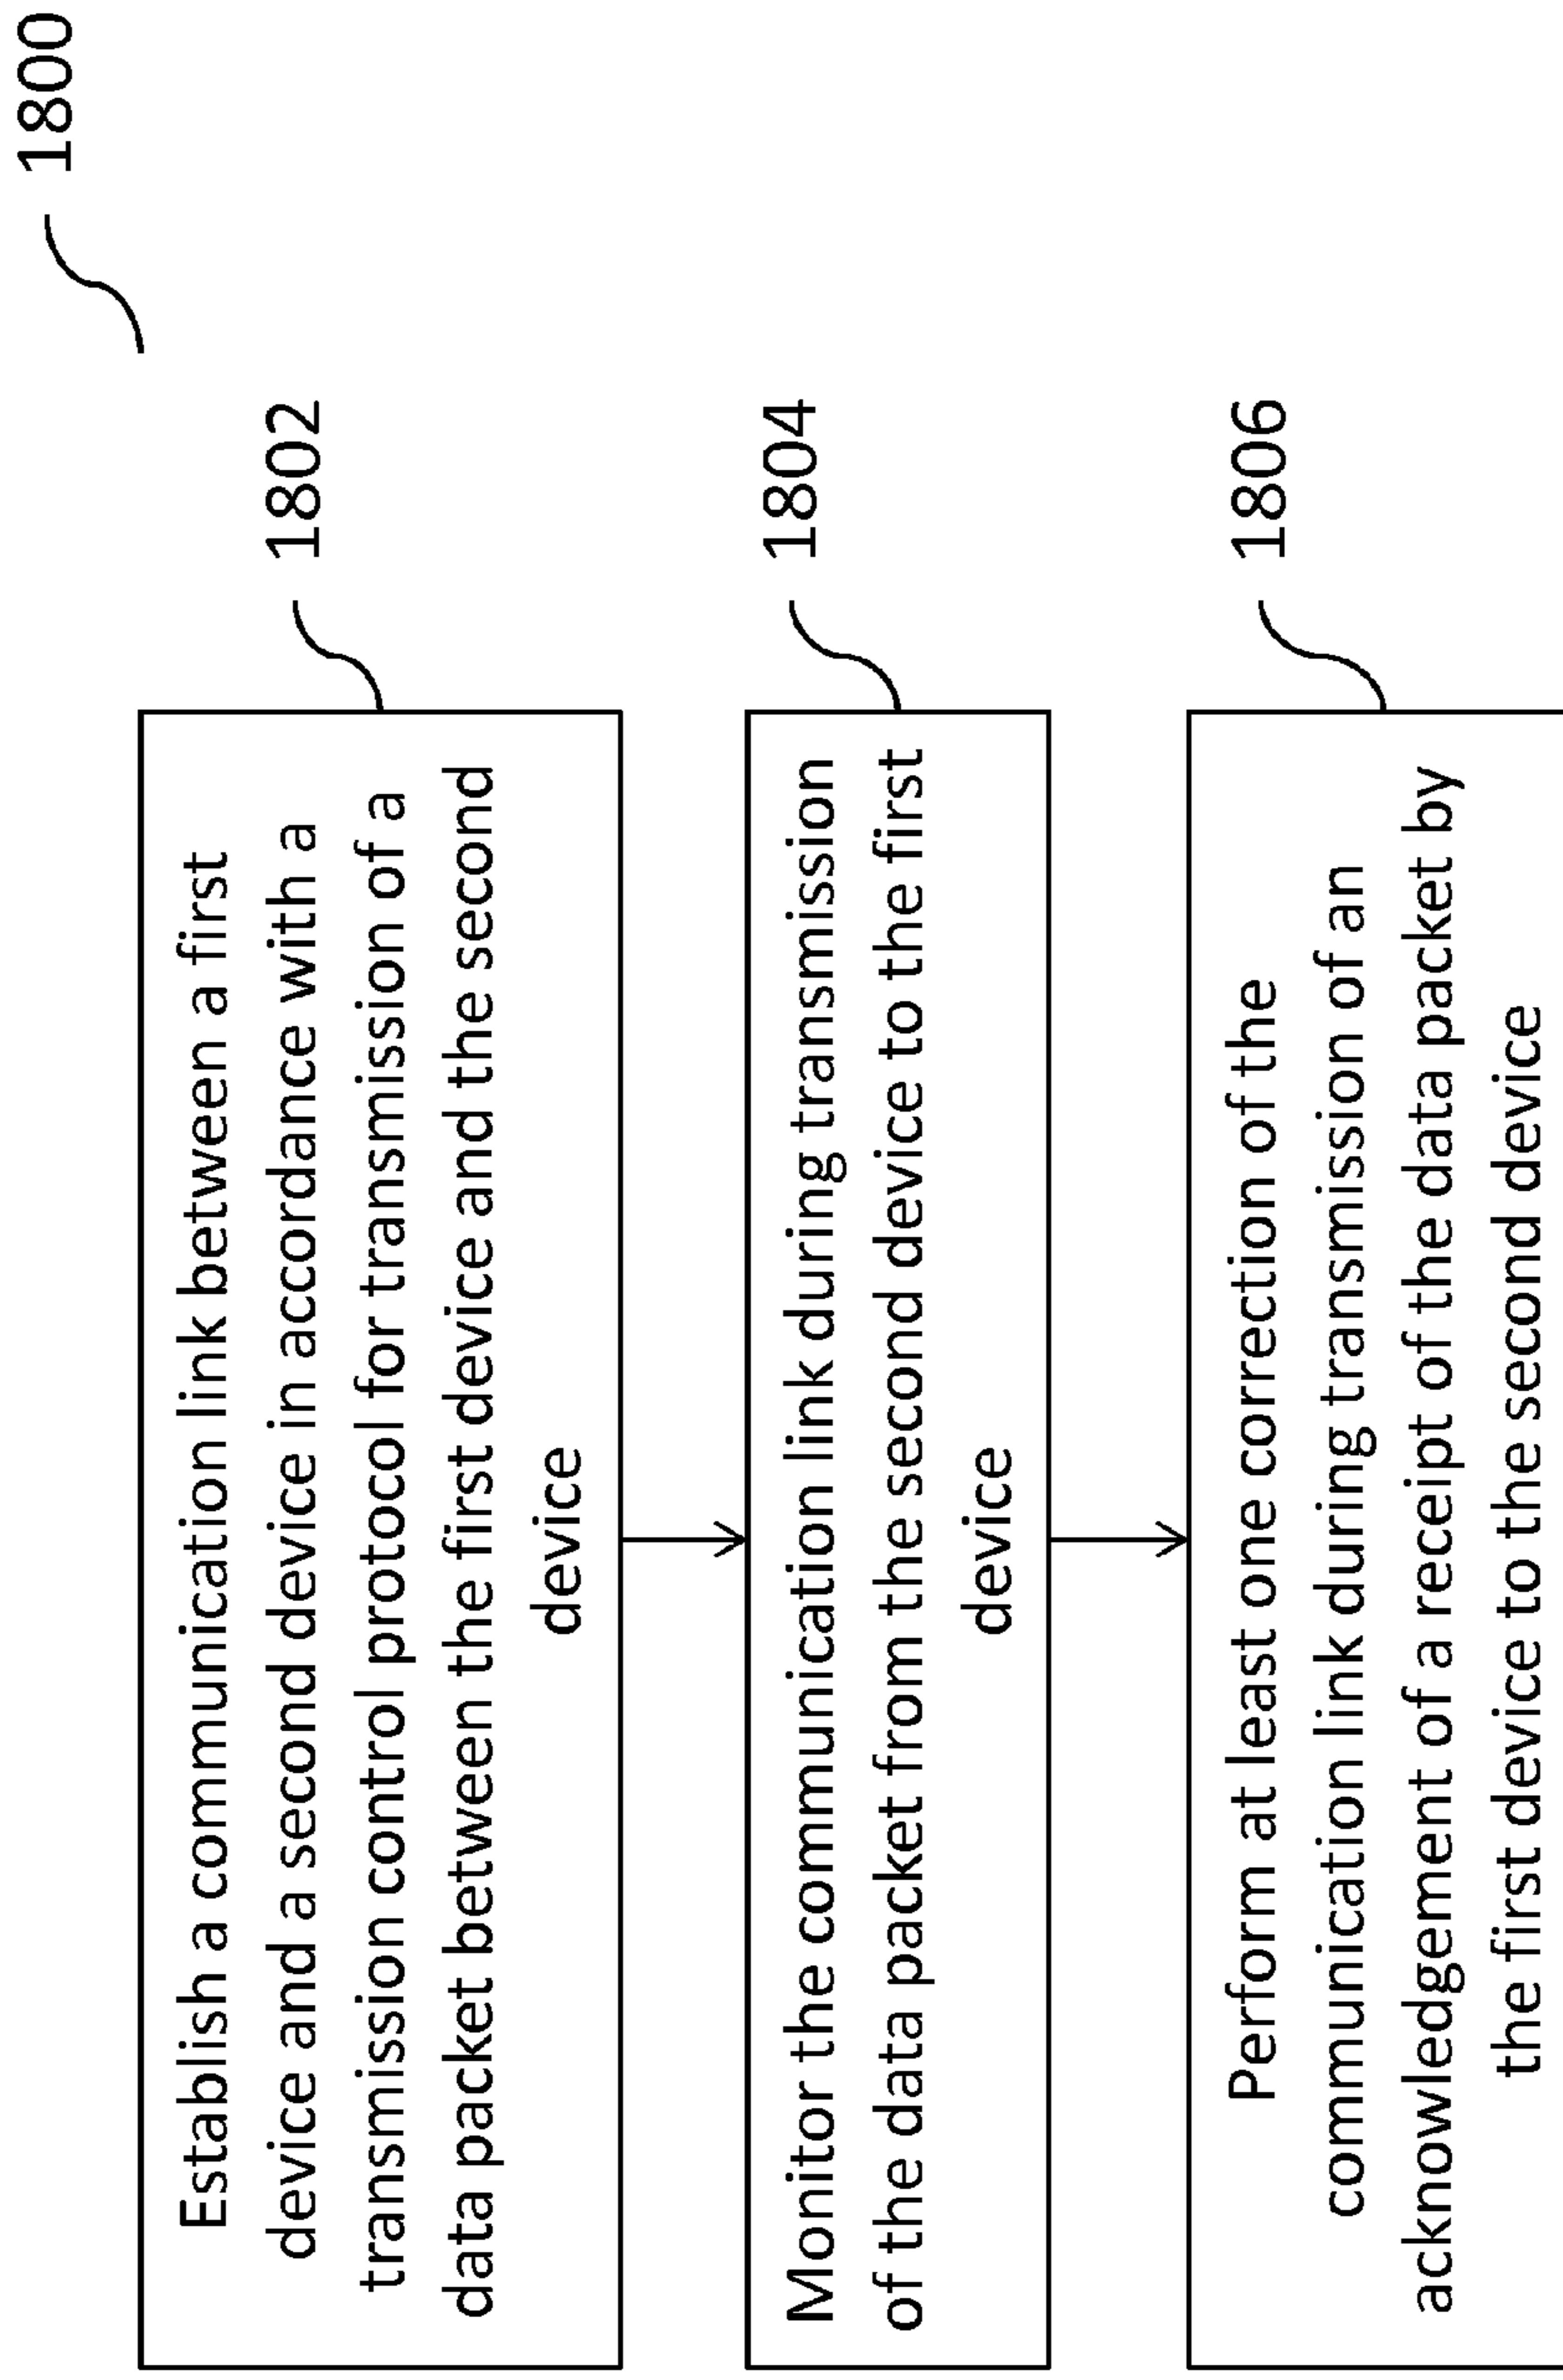 1800
Establish a communication link between a first
device and a second device in accordance with a
transmission control protocol for transmission of a
data packet between the first device and the second
device
1802
Monitor the communication link during transmission
of the data packet from the second device to the first
device
1804
Perform at least one correction of the
communication link during transmission of an
acknowledgement of a receipt of the data packet by
the first device to the second device
1806